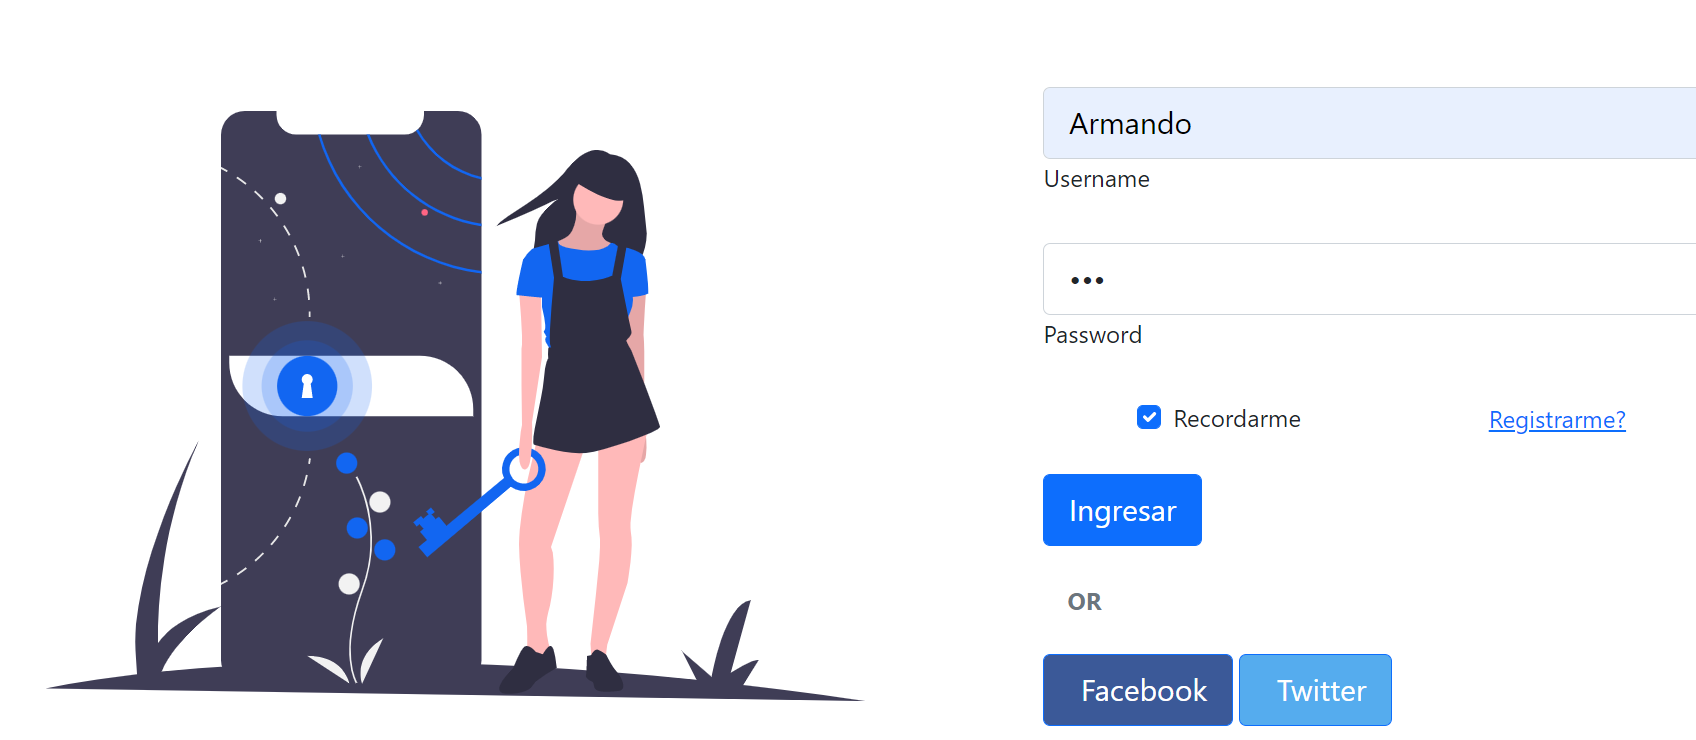 Armando
Username
•••
Password
Recordarme Registrarme?
Ingresar
OR
Facebook Twitter